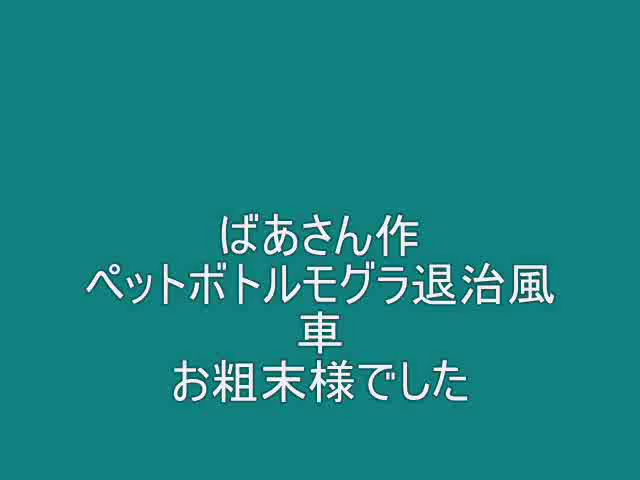 ばあさん作
ペットボトルモグラ退治風
車
お粗末様でした